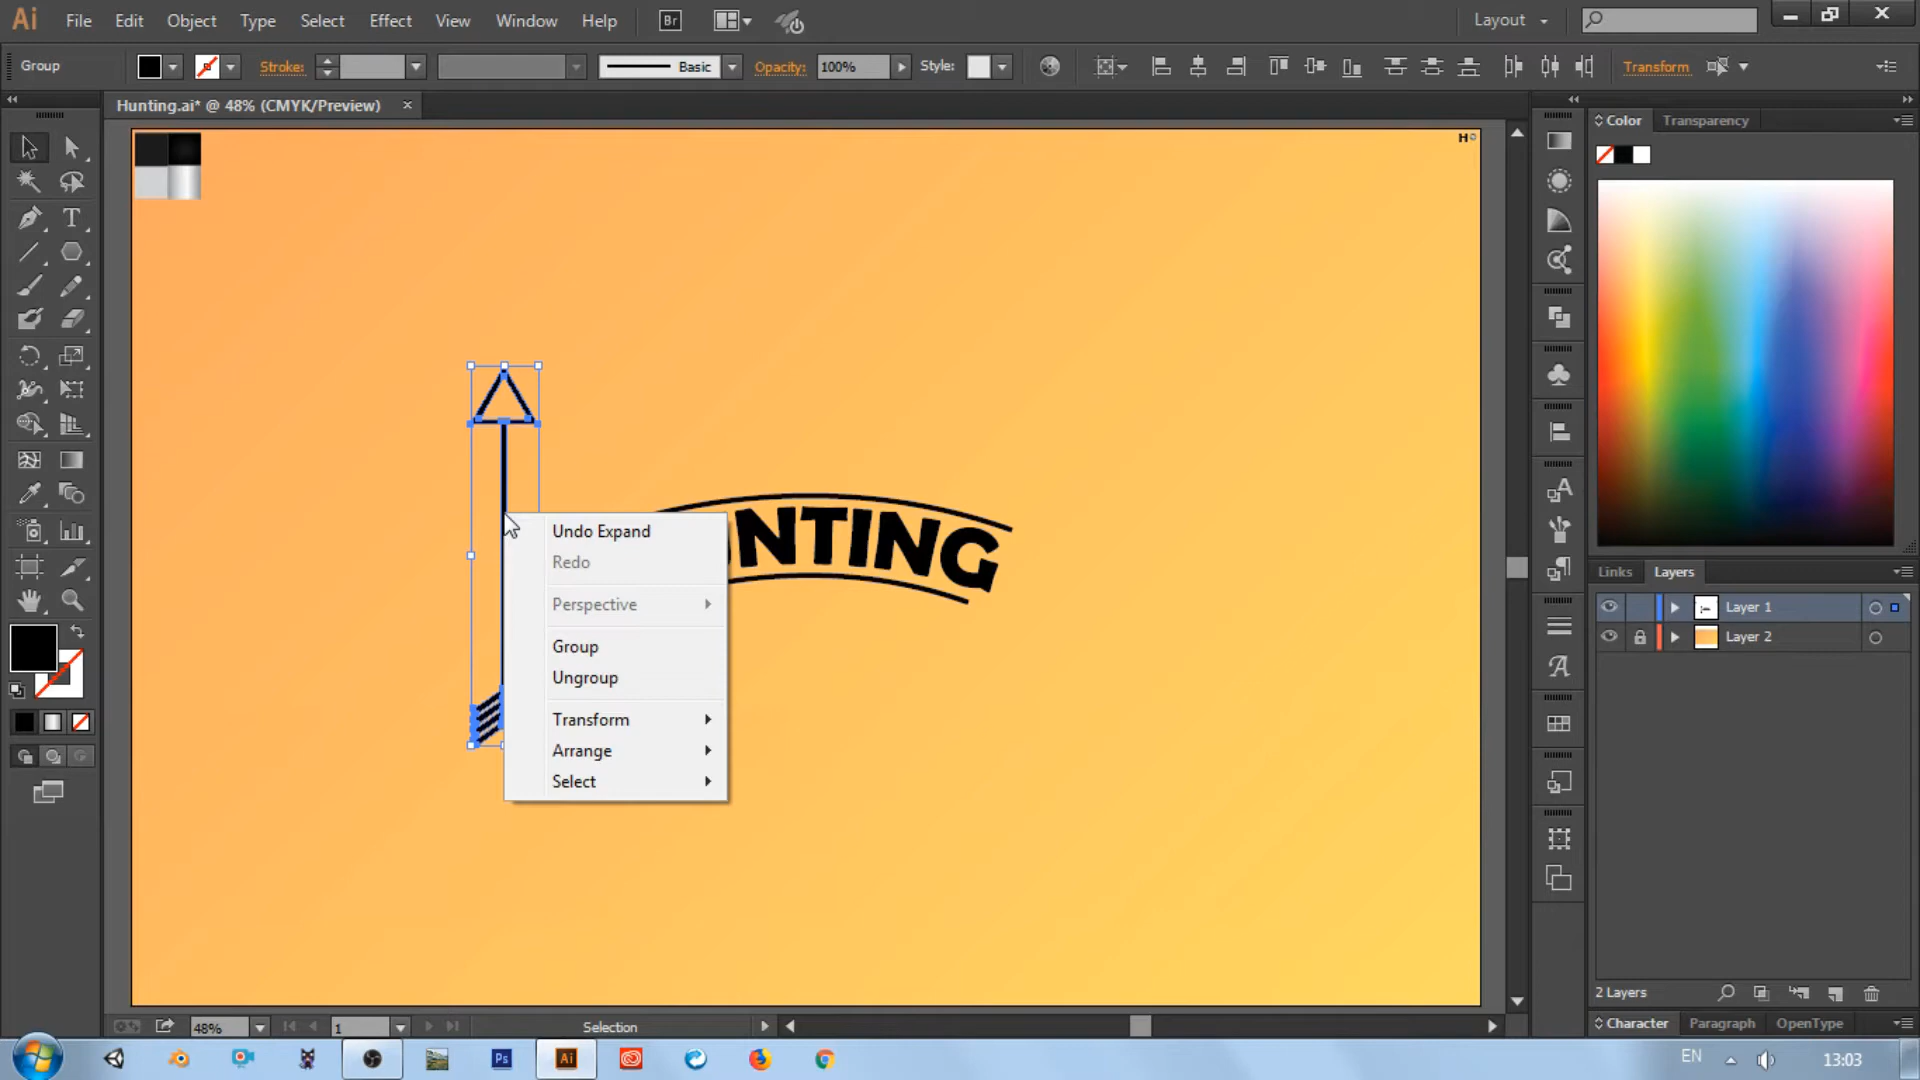 Ai File Edit Object Type Select Effect View Window Help Br Layout
Group Stroke: Basic Opacity: 100% Style: Transform
Hunting.ai* @ 48% (CMYK/Preview)
Color Transparency
H
NTING
Undo Expand
Redo
Perspective
Group
Ungroup
Transform
Arrange
Select
Links Layers
Layer 1
Layer 2
2 Layers
Character Paragraph OpenType
48% 1 Selection
Ps Ai EN 13:03